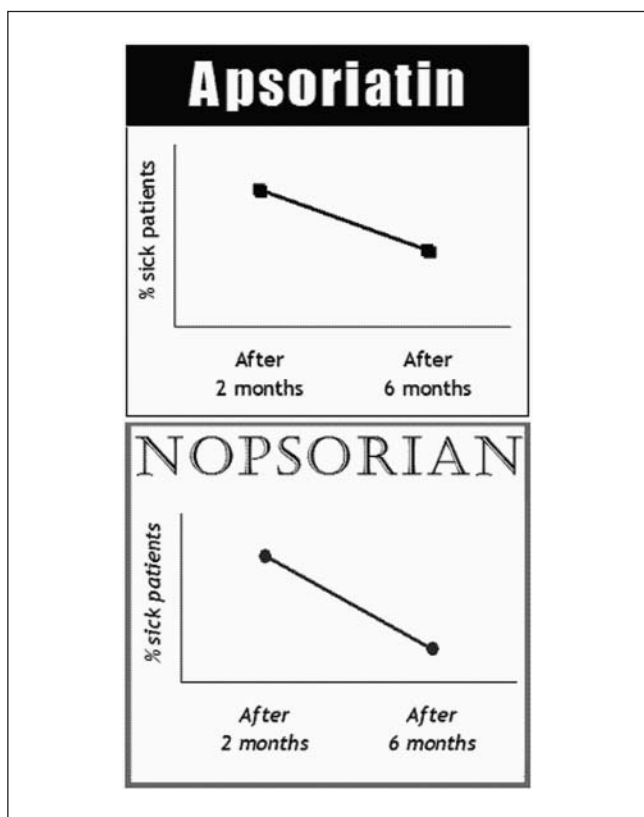 Apsoriatin
% sick patients
After
2 months
After
6 months
NOPSORIAN
% sick patients
After
2 months
After
6 months